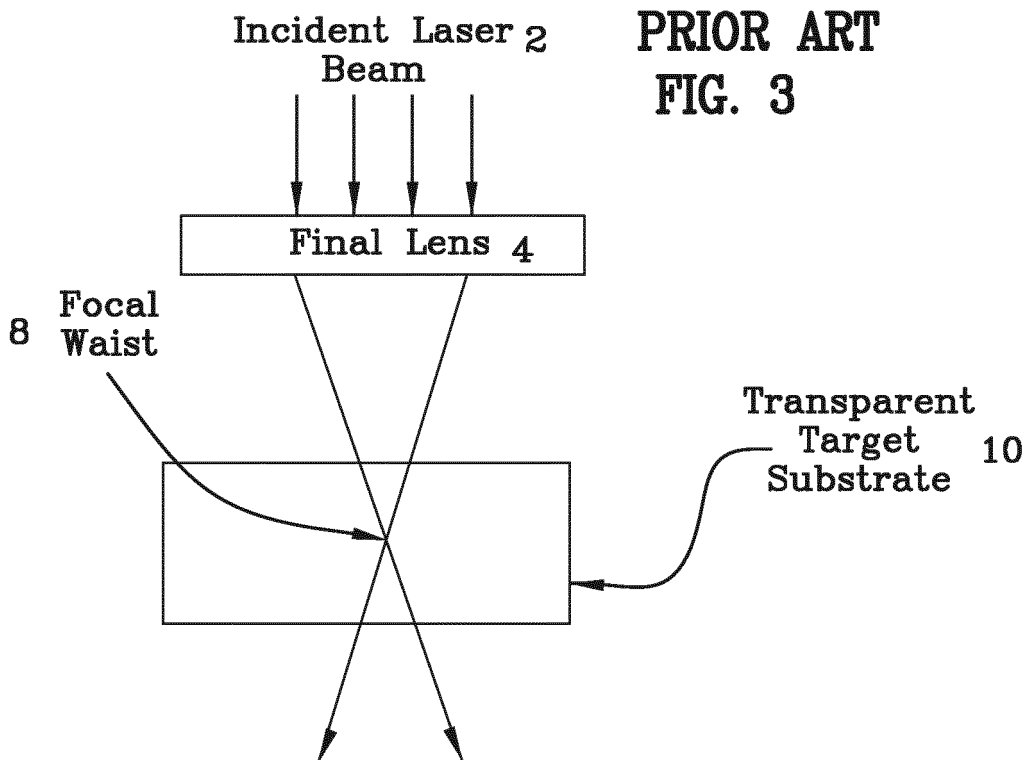 PRIOR ART
FIG. 3
Incident Laser 2
Beam
Final Lens 4
8 Focal
Waist
Transparent
Target 10
Substrate